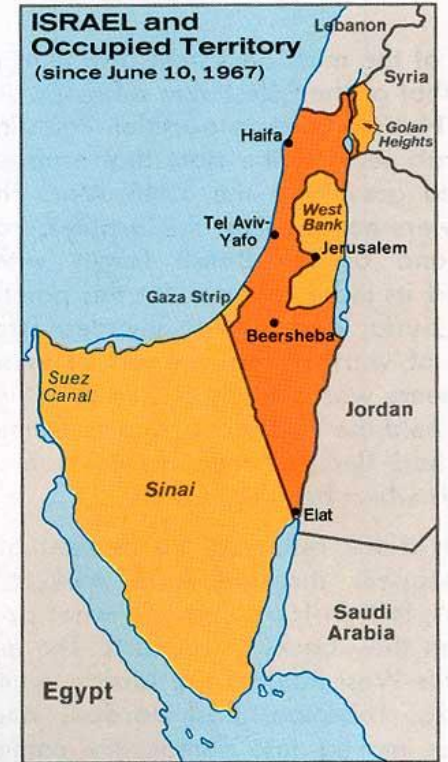 ISRAEL and
Occupied Territory
(since June 10, 1967)
Lebanon
Syria
Haifa
Golan
Heights
West
Bank
Tel Aviv-
Yafo
Jerusalem
Gaza Strip
Beersheba
Suez
Canal
Jordan
Sinai
Elat
Saudi
Arabia
Egypt